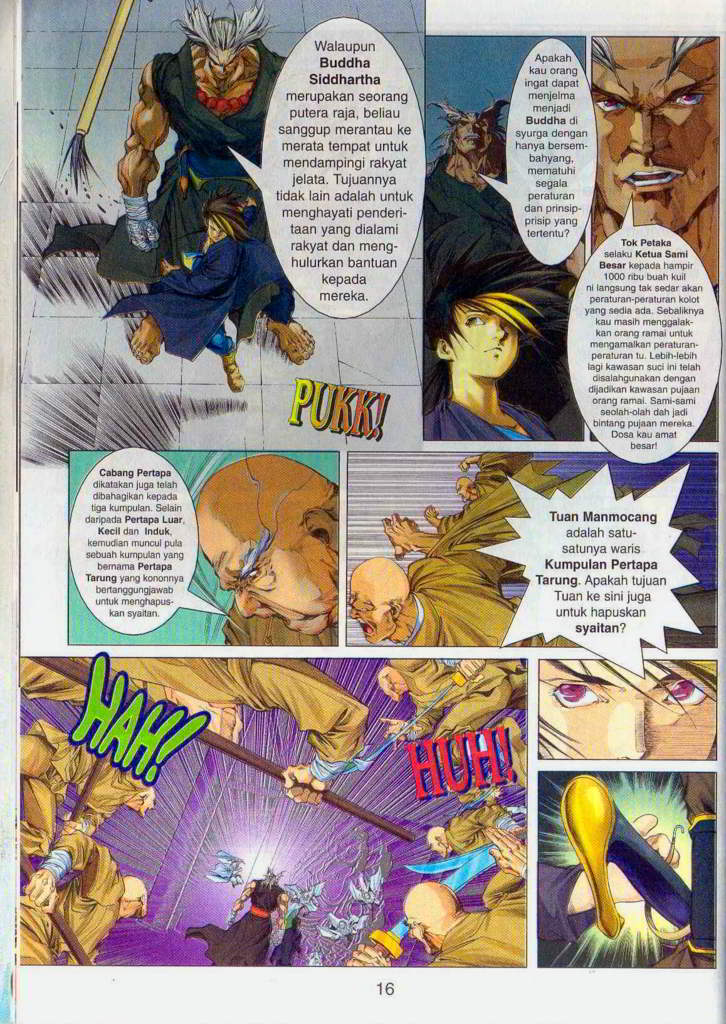 Walaupun
Buddha
Siddhartha
merupakan seorang
putera raja, beliau
sanggup merantau ke
merata tempat untuk
mendampingi rakyat
jelata. Tujuannya
tidak lain adalah untuk
menghayati penderi-
taan yang dialami
rakyat dan meng-
hulurkan bantuan
kepada
mereka.
PUKK!
Apakah
kau orang
ingat dapat
menjelma
menjadi
Buddha di
syurga dengan
hanya bersem-
bahyang,
mematuhi
segala
peraturan
dan prinsip-
prisip yang
tertentu?
Tok Petaka
selaku Ketua Sami
Besar kepada hampir
1000 ribu buah kuil
ni langsung tak sedar akan
peraturan-peraturan kolot
yang sedia ada. Sebaliknya
kau masih menggalak-
kan orang ramai untuk
mengamalkan peraturan-
peraturan tu. Lebih-lebih
lagi kawasan suci ini telah
disalahgunakan dengan
dijadikan kawasan pujaan
orang ramai. Sami-sami
seolah-olah dah jadi
bintang pujaan mereka.
Dosa kau amat
besar!
Cabang Pertapa
dikatakan juga telah
dibahagikan kepada
tiga kumpulan. Selain
daripada Pertapa Luar,
Kecil dan Induk,
kemudian muncul pula
sebuah kumpulan yang
bernama Pertapa
Tarung yang kononnya
bertanggungjawab
untuk menghapus-
kan syaitan.
Tuan Manmocang
adalah satu-
satunya waris
Kumpulan Pertapa
Tarung. Apakah tujuan
Tuan ke sini juga
untuk hapuskan
syaitan?
HAH!
HUH!
16